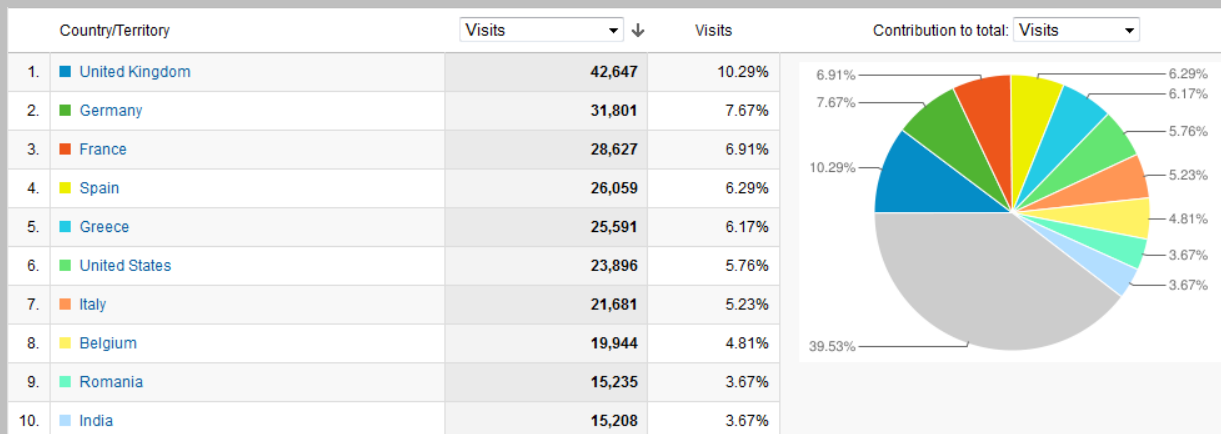 Country/Territory Visits Visits Contribution to total: Visits
1. United Kingdom 42,647 10.29%
2. Germany 31,801 7.67%
3. France 28,627 6.91%
4. Spain 26,059 6.29%
5. Greece 25,591 6.17%
6. United States 23,896 5.76%
7. Italy 21,681 5.23%
8. Belgium 19,944 4.81%
9. Romania 15,235 3.67%
10. India 15,208 3.67%
6.91% 6.29%
7.67% 6.17%
5.76%
10.29% 5.23%
4.81%
3.67%
3.67%
39.53%